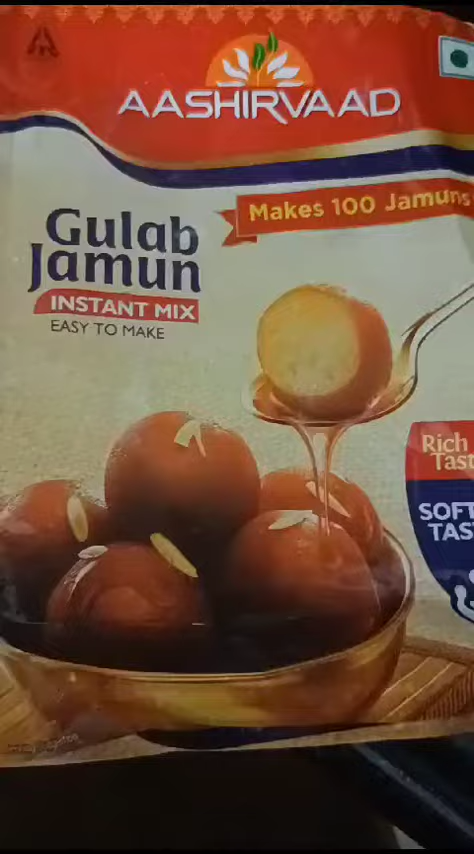 AASHIRVAAD
Makes 100 Jamuns
Gulab
Jamun
INSTANT MIX
EASY TO MAKE
Rich
SOFT